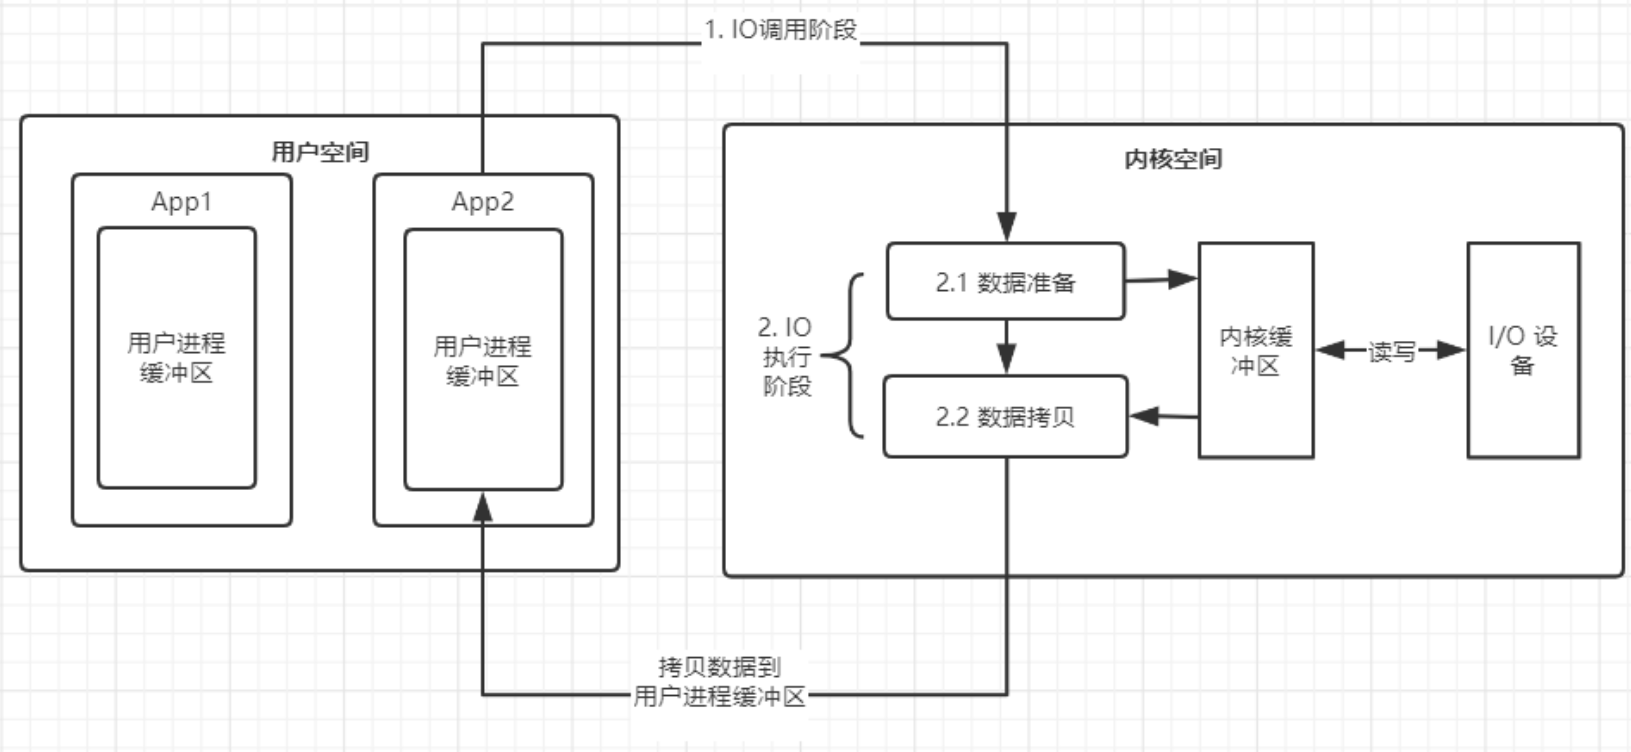 1. IO调用阶段
用户空间
App1
用户进程
缓冲区
App2
用户进程
缓冲区
内核空间
2. IO
执行
阶段
2.1 数据准备
2.2 数据拷贝
内核缓
冲区
读写
I/O 设
备
拷贝数据到
用户进程缓冲区